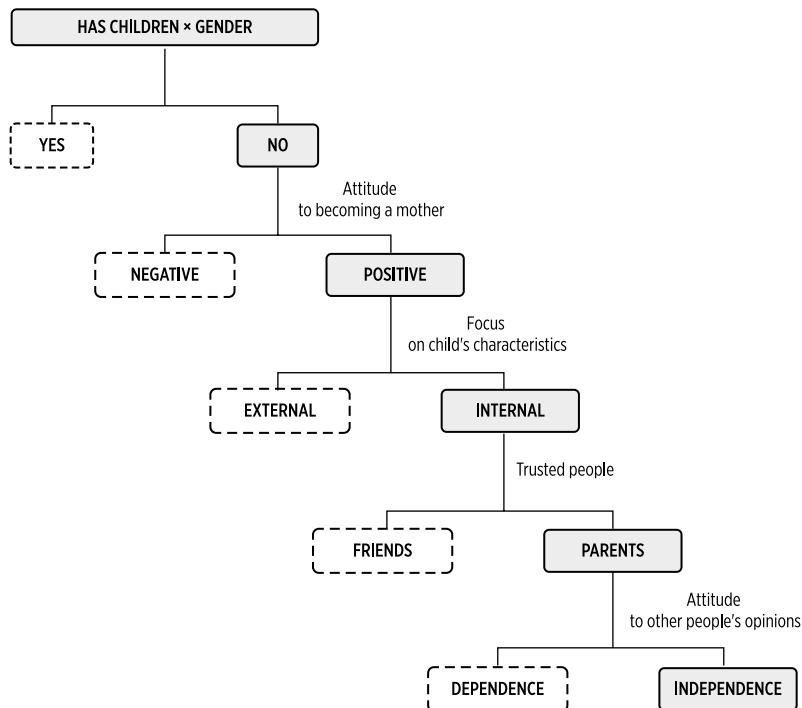 HAS CHILDREN × GENDER
YES
NO
Attitude
to becoming a mother
NEGATIVE
POSITIVE
Focus
on child's characteristics
EXTERNAL
INTERNAL
Trusted people
FRIENDS
PARENTS
Attitude
to other people's opinions
DEPENDENCE
INDEPENDENCE